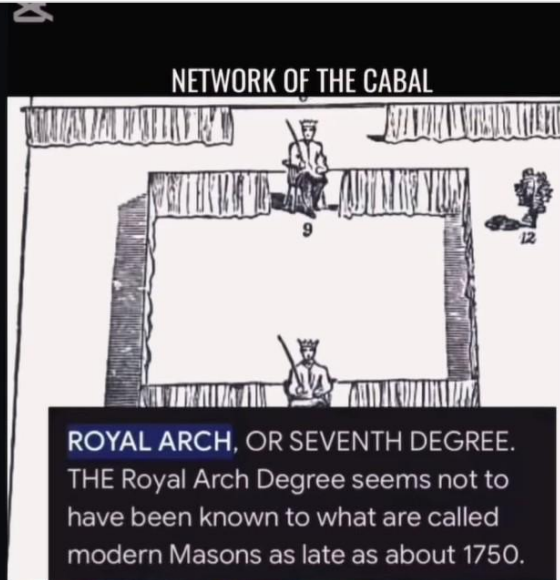 NETWORK OF THE CABAL
9
12
ROYAL ARCH, OR SEVENTH DEGREE.
THE Royal Arch Degree seems not to
have been known to what are called
modern Masons as late as about 1750.